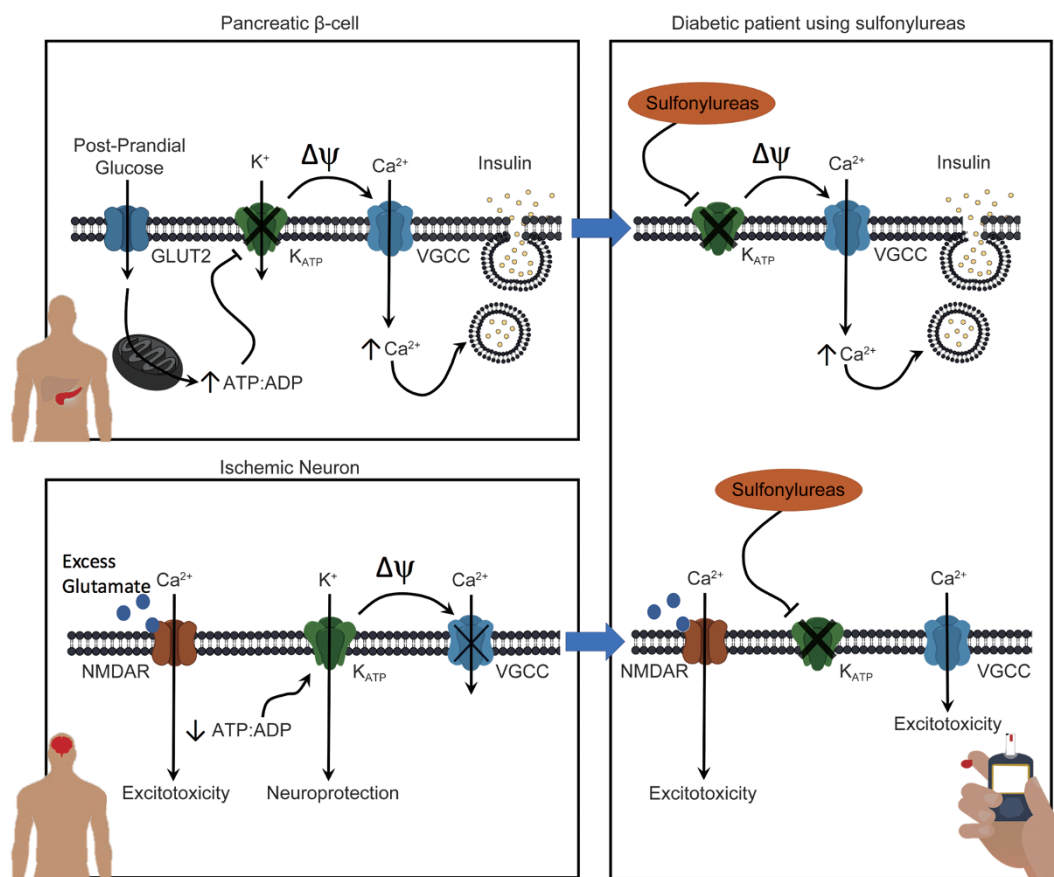 Pancreatic β-cell
Post-Prandial
Glucose
K⁺
Δψ
Ca²⁺
Insulin
GLUT2
K_ATP
VGCC
↑ ATP:ADP
↑ Ca²⁺
Diabetic patient using sulfonylureas
Sulfonylureas
Δψ
Ca²⁺
Insulin
K_ATP
VGCC
↑ Ca²⁺
Ischemic Neuron
Excess
Glutamate
Ca²⁺
K⁺
Δψ
Ca²⁺
NMDAR
K_ATP
VGCC
↓ ATP:ADP
Excitotoxicity
Neuroprotection
Sulfonylureas
Ca²⁺
Ca²⁺
NMDAR
K_ATP
VGCC
Excitotoxicity
Excitotoxicity